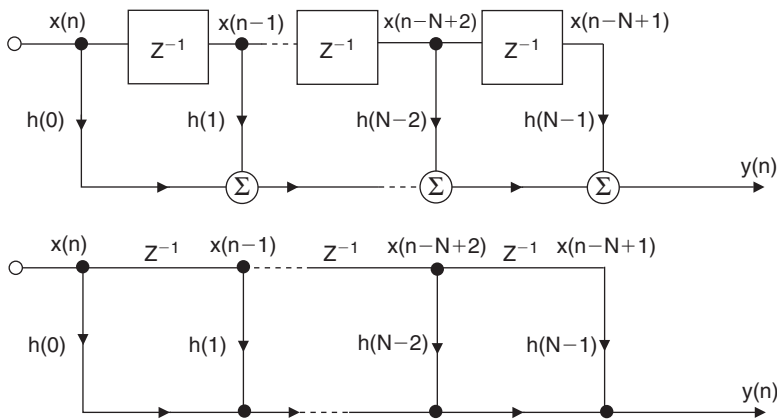 x(n) x(n−1) x(n−N+2) x(n−N+1)
Z⁻¹ Z⁻¹ Z⁻¹
h(0) h(1) h(N−2) h(N−1)
y(n)
Σ Σ Σ
x(n) x(n−1) x(n−N+2) x(n−N+1)
Z⁻¹ Z⁻¹ Z⁻¹
h(0) h(1) h(N−2) h(N−1)
y(n)